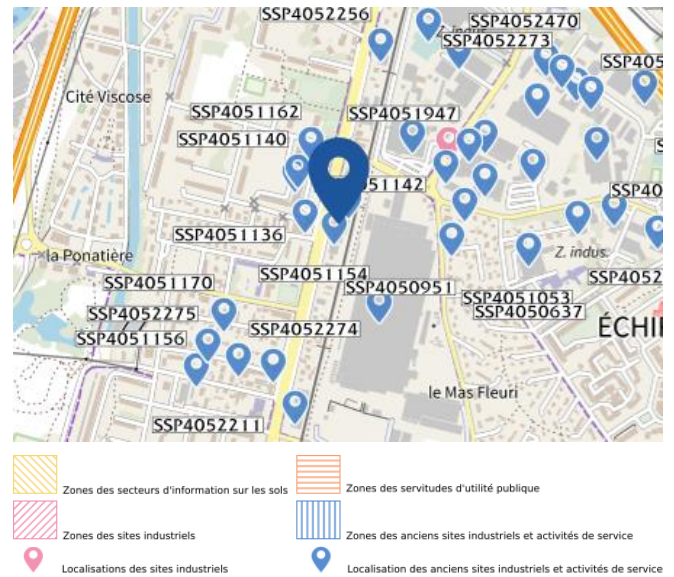 SSP4052256
SSP4052470
Z. indus.
SSP4052273
SSP405
Cité Viscose
SSP4051162
SSP4051947
SSP4051140
051142
SSP40
SSP4051136
Z. indus.
la Ponatière
SSP4051154
SSP4052
SSP4051170
SSP4050951
SSP4051053
SSP4052275
SSP4050637
ÉCHI
SSP4052274
SSP4051156
le Mas Fleuri
SSP4052211
Zones des secteurs d'information sur les sols
Zones des servitudes d'utilité publique
Zones des sites industriels
Zones des anciens sites industriels et activités de service
Localisations des sites industriels
Localisation des anciens sites industriels et activités de service